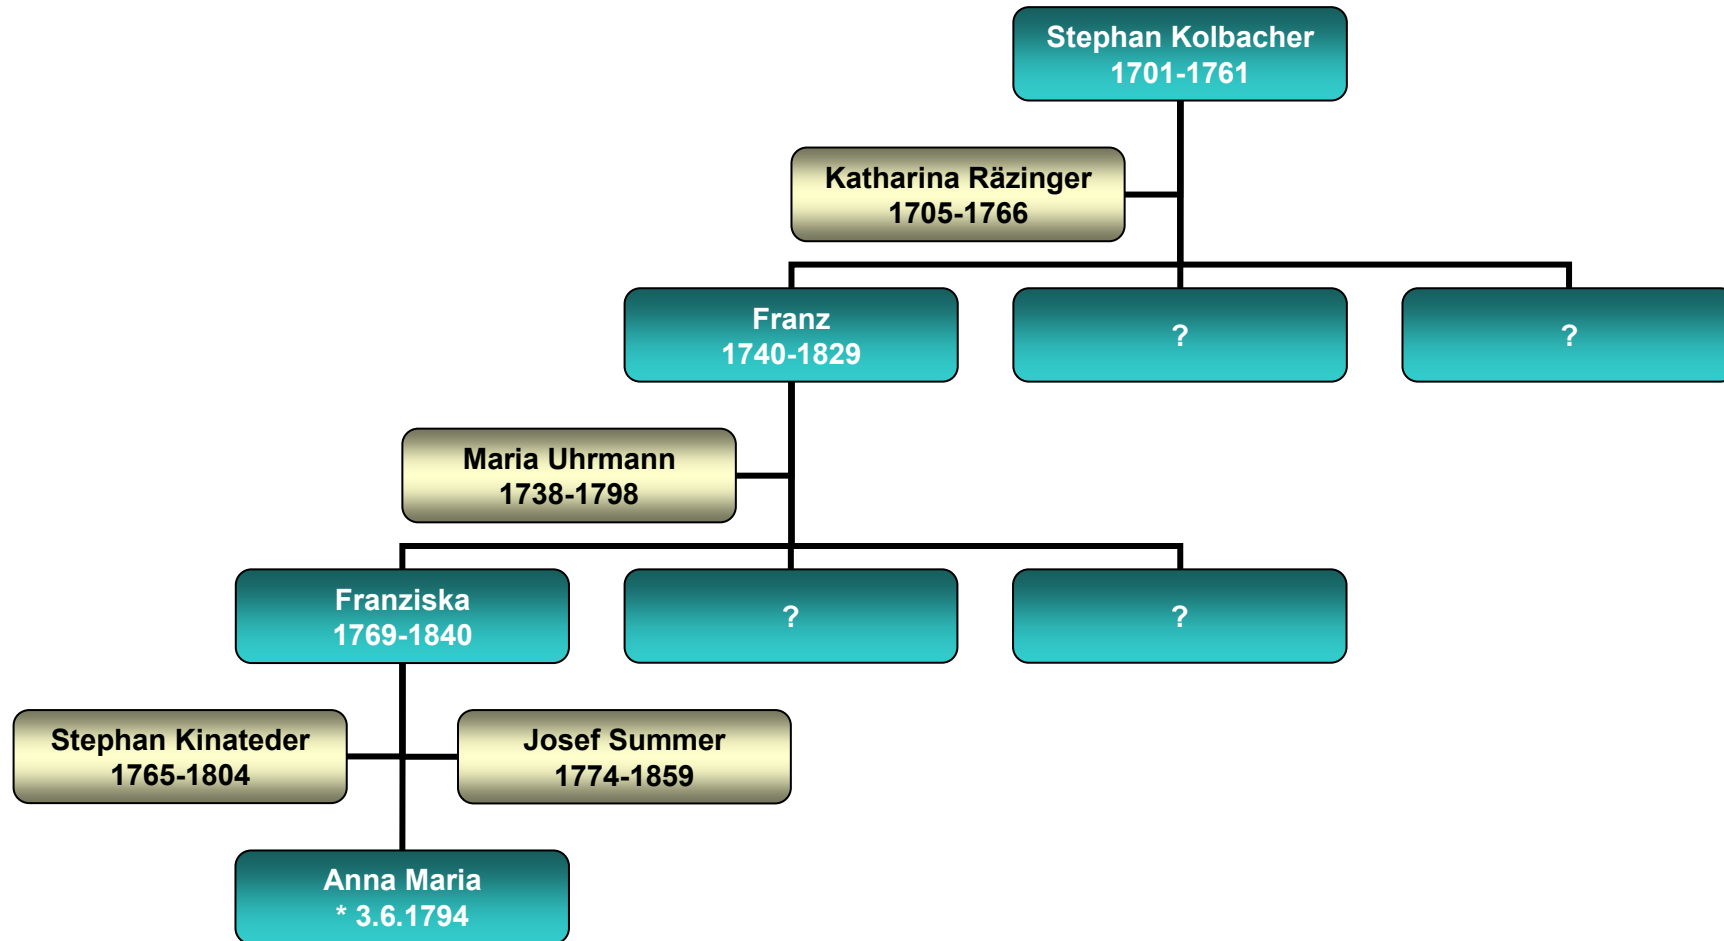 Stephan Kolbacher
1701-1761
Katharina Räzinger
1705-1766
Franz
1740-1829
?
?
Maria Uhrmann
1738-1798
Franziska
1769-1840
?
?
Stephan Kinateder
1765-1804
Josef Summer
1774-1859
Anna Maria
* 3.6.1794